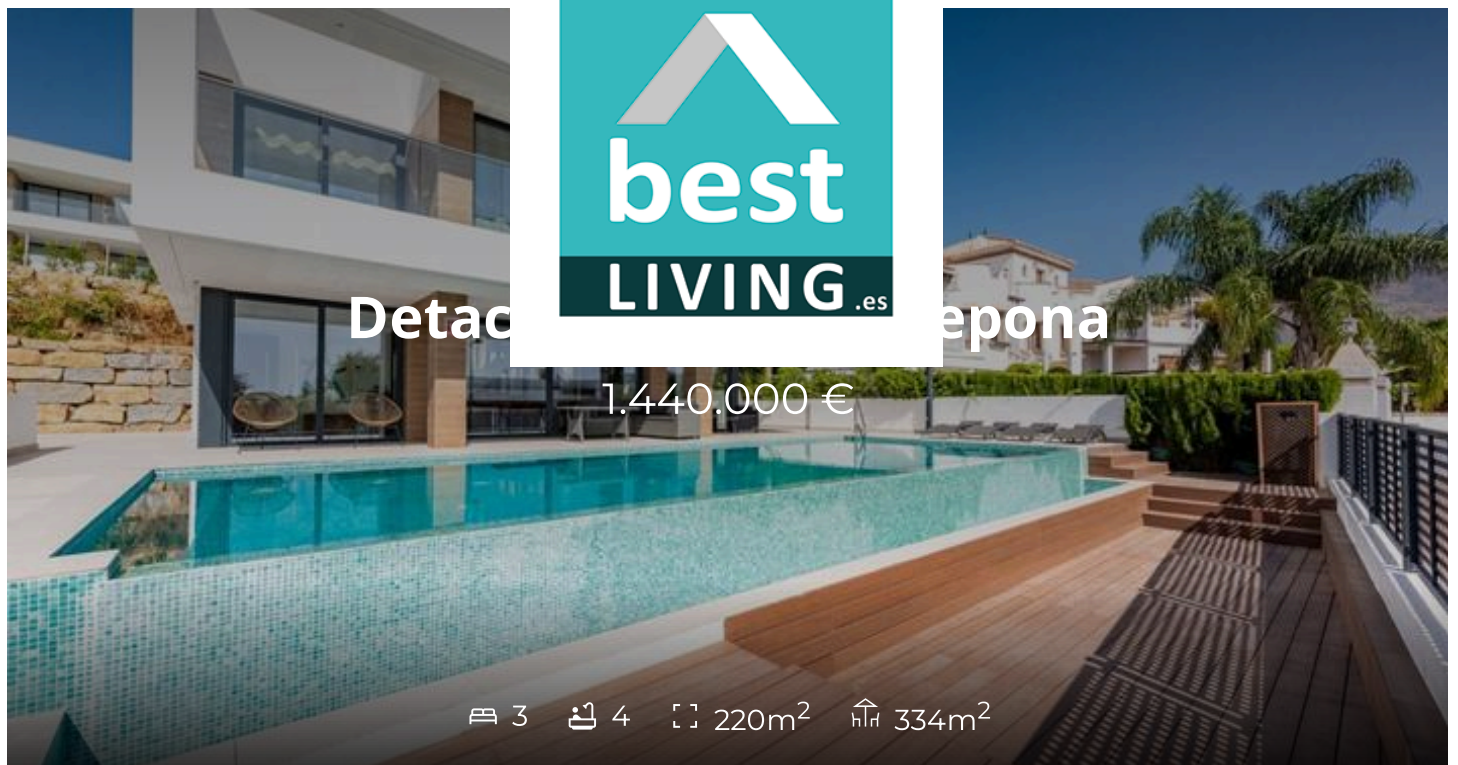 best
LIVING.es
Detac epona
1.440.000 €
3 4 220m² 334m²